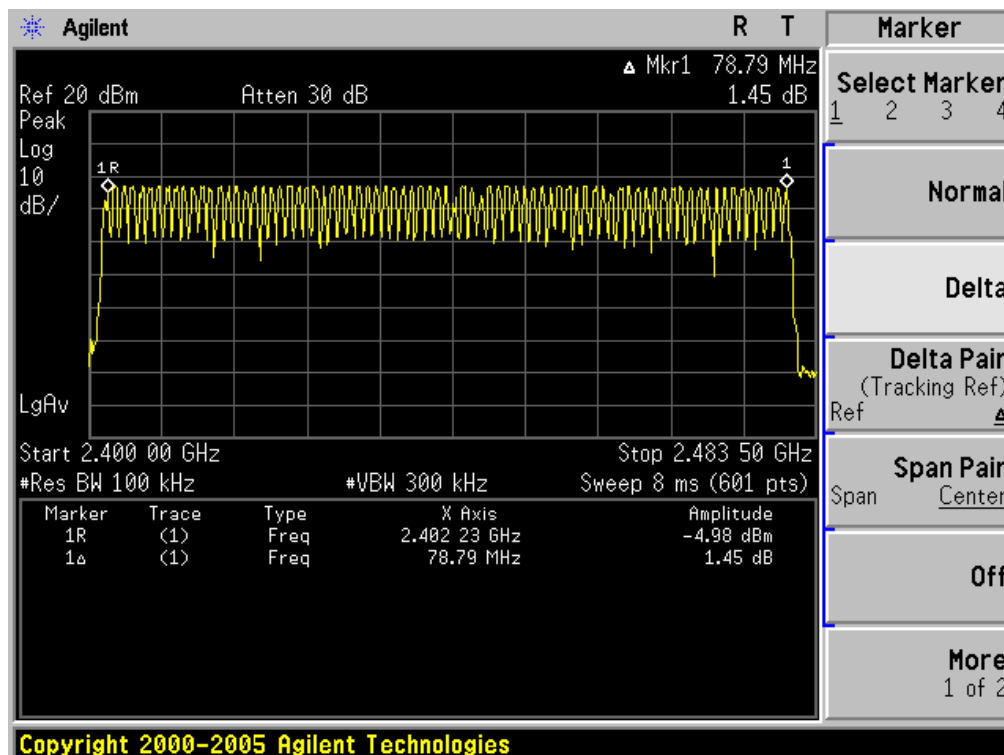 Agilent R T
Δ Mkr1 78.79 MHz
Ref 20 dBm Atten 30 dB 1.45 dB
Peak
Log
10
dB/
1R
1
LgAv
Start 2.400 00 GHz Stop 2.483 50 GHz
#Res BW 100 kHz #VBW 300 kHz Sweep 8 ms (601 pts)
Marker Trace Type X Axis Amplitude
1R (1) Freq 2.402 23 GHz -4.98 dBm
1Δ (1) Freq 78.79 MHz 1.45 dB
Copyright 2000-2005 Agilent Technologies
Marker
Select Marker
1 2 3 4
Normal
Delta
Delta Pair
(Tracking Ref)
Ref Δ
Span Pair
Span Center
Off
More
1 of 2